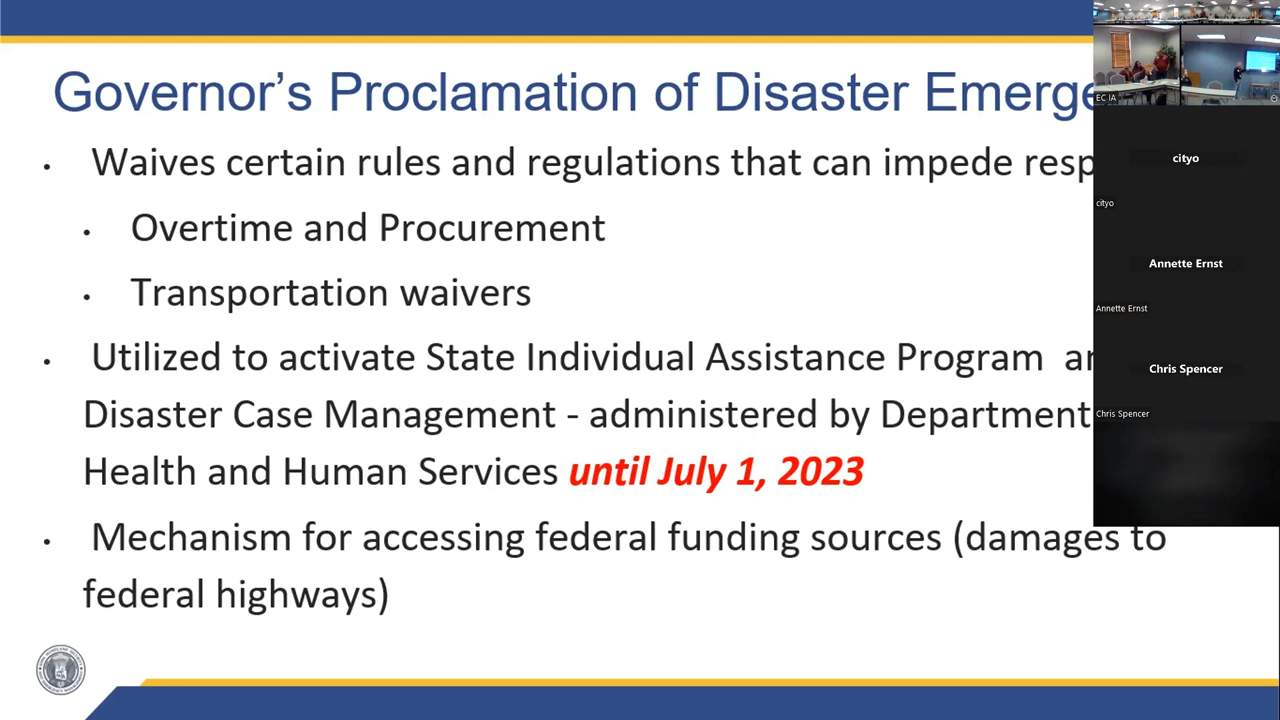 Governor's Proclamation of Disaster
• Waives certain rules and regulations that can impede
• Overtime and Procurement
• Transportation waivers
• Utilized to activate State Individual Assistance Program
Disaster Case Management - administered by Department
Health and Human Services until July 1, 2023
• Mechanism for accessing federal funding sources (damages to
federal highways)
EC IA
cityo
cityo
Annette Ernst
Annette Ernst
Chris Spencer
Chris Spencer